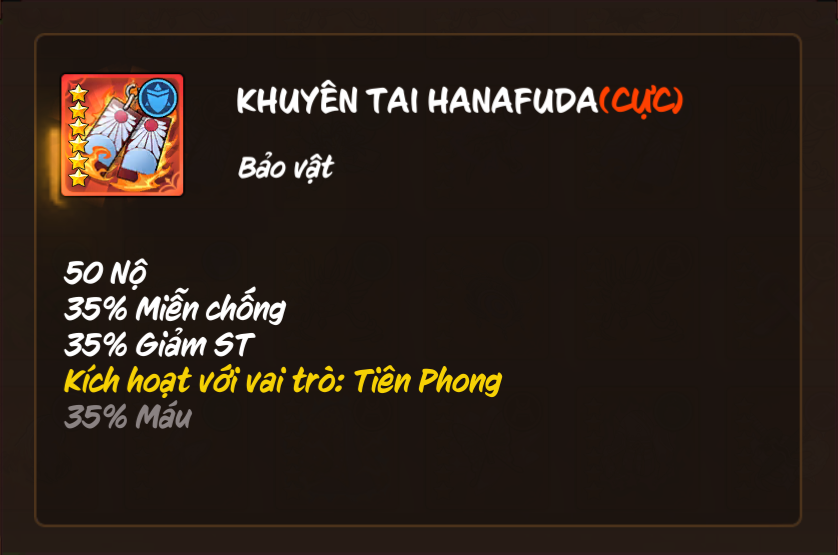 KHUYÊN TAI HANAFUDA(CỰC)
Bảo vật
50 Nộ
35% Miễn chống
35% Giảm ST
Kích hoạt với vai trò: Tiên Phong
35% Máu